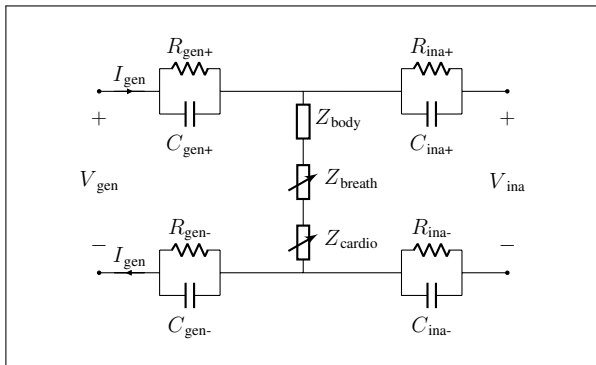 R_gen+
R_ina+
I_gen
+
+
C_gen+
C_ina+
Z_body
V_gen
Z_breath
V_ina
R_gen-
R_ina-
Z_cardio
−
−
I_gen
C_gen-
C_ina-